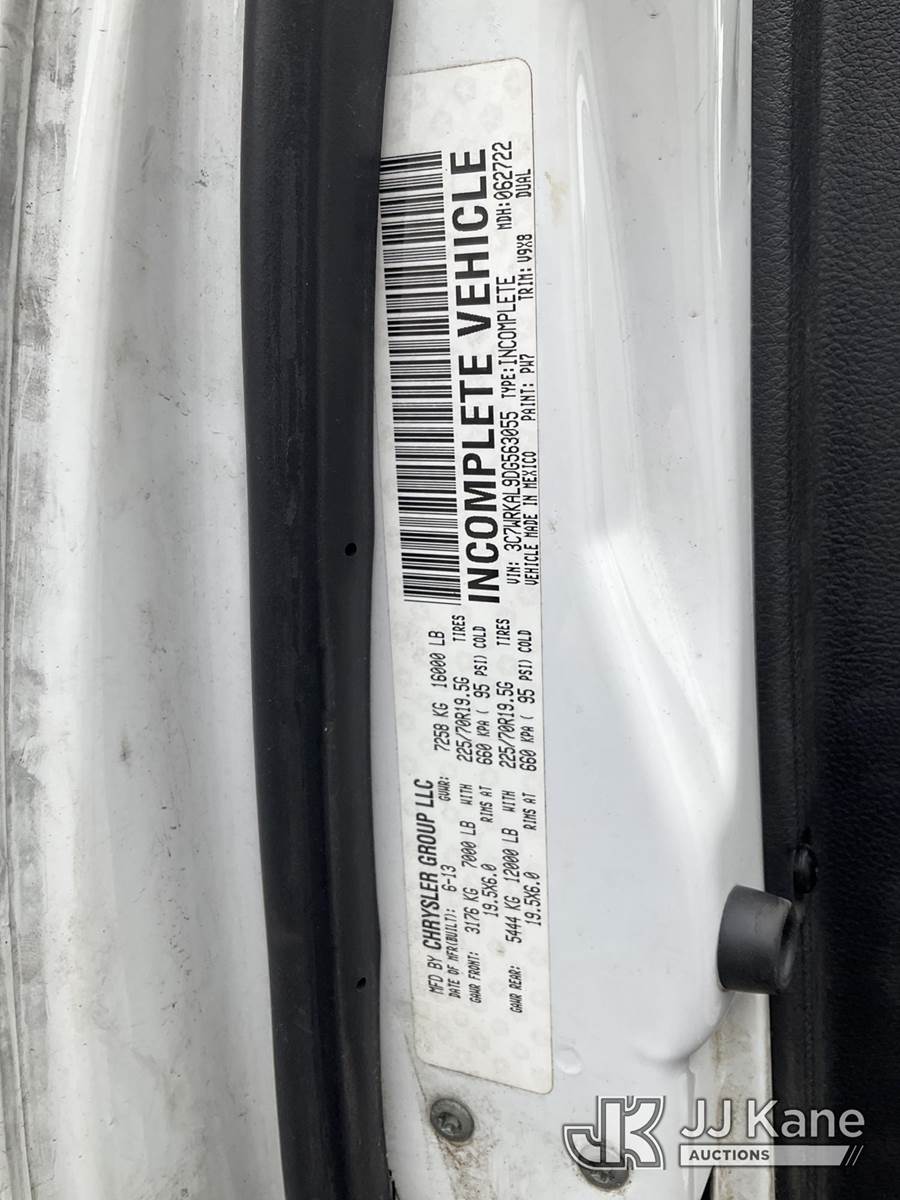 MFD BY CHRYSLER GROUP LLC
DATE OF MFR(BUILT): 6-13 GVWR: 7258 KG 16000 LB
GAWR FRONT: 3176 KG 7000 LB WITH 225/70R19.5G TIRES
19.5X6.0 RIMS AT 660 KPA ( 95 PSI) COLD
GAWR REAR: 5444 KG 12000 LB WITH 225/70R19.5G TIRES
19.5X6.0 RIMS AT 660 KPA ( 95 PSI) COLD
INCOMPLETE VEHICLE
VIN: 3C7WRKAL9DG563055 TYPE:INCOMPLETE MDH:062722
VEHICLE MADE IN MEXICO PAINT: PW7 TRIM: V9X8 DUAL
JK JJ Kane
AUCTIONS